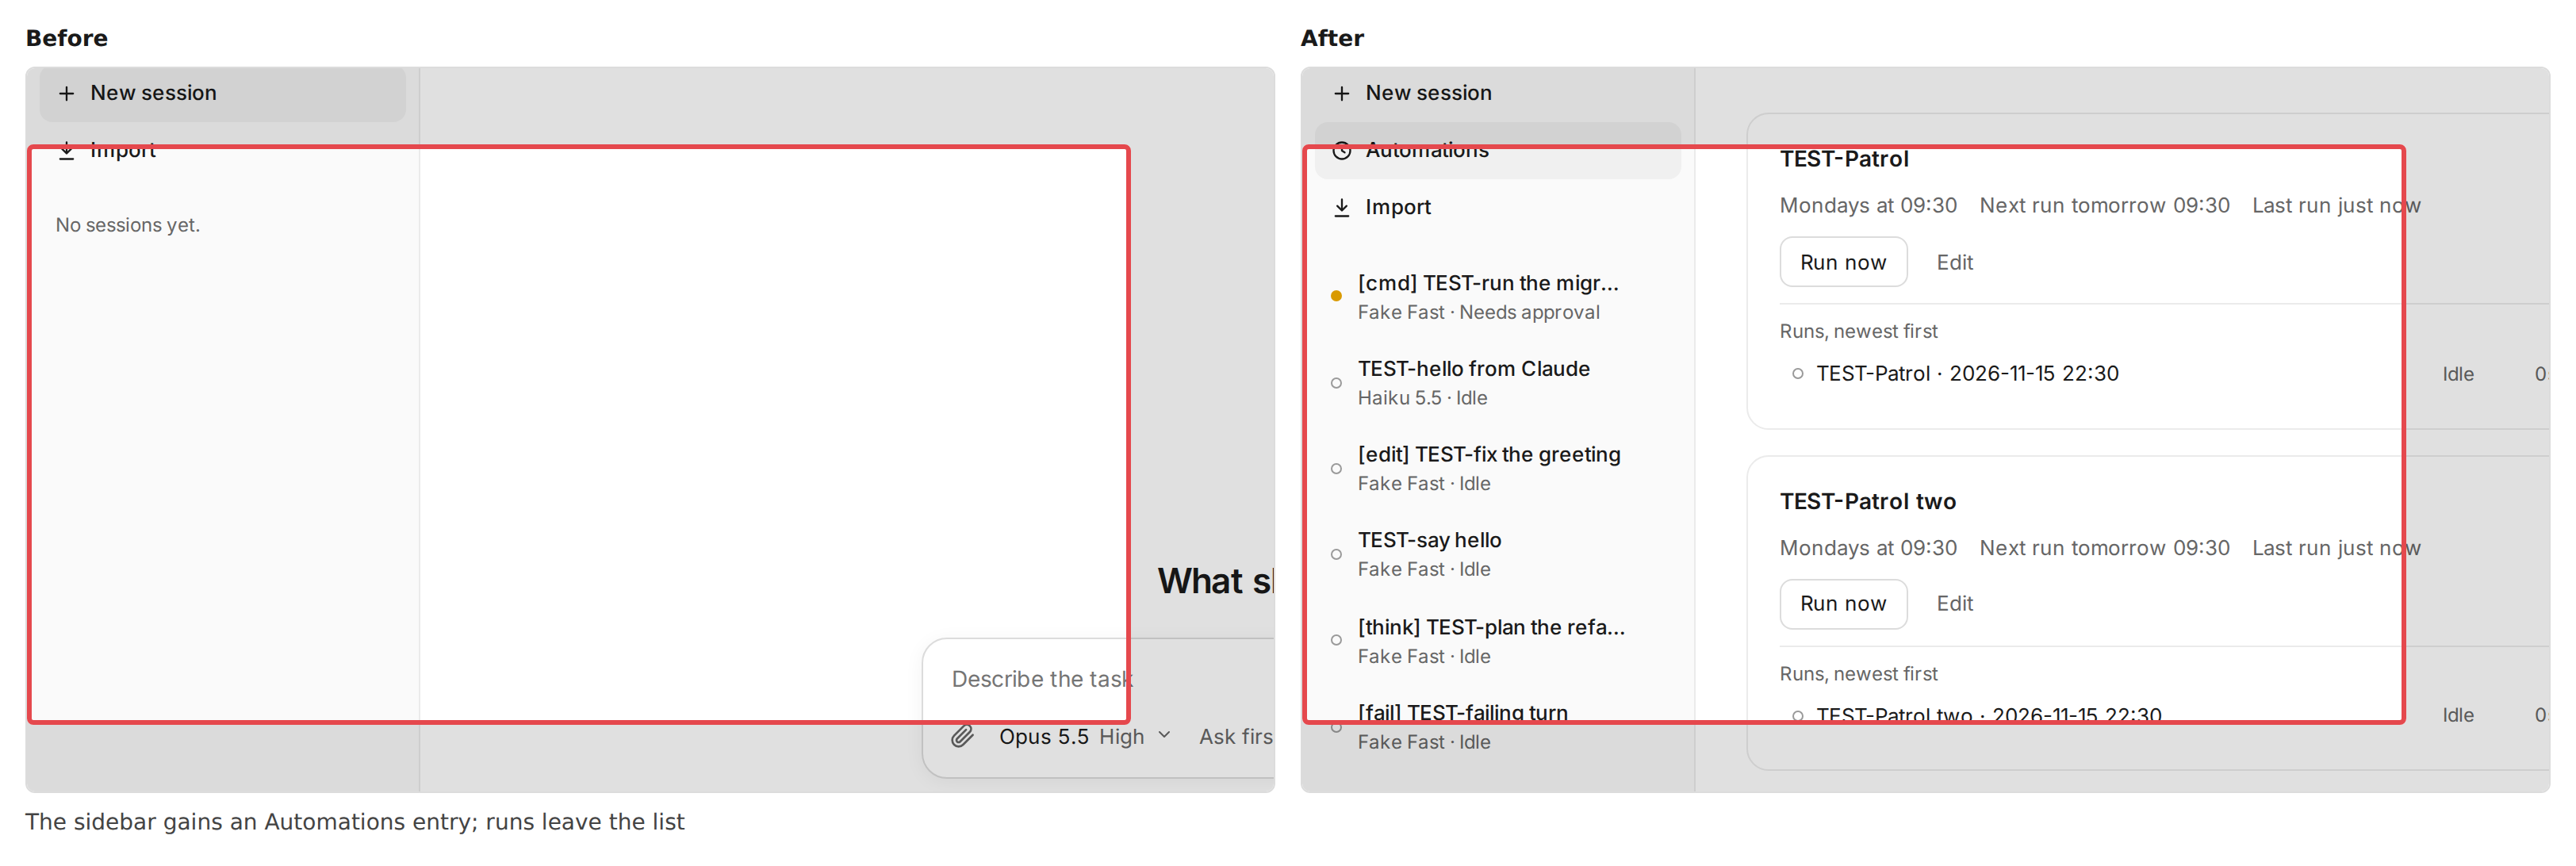 Before
New session
Import
No sessions yet.
What s
Describe the task
Opus 5.5 High
Ask firs
After
New session
Automations
Import
[cmd] TEST-run the migr...
Fake Fast · Needs approval
TEST-hello from Claude
Haiku 5.5 · Idle
[edit] TEST-fix the greeting
Fake Fast · Idle
TEST-say hello
Fake Fast · Idle
[think] TEST-plan the refa...
Fake Fast · Idle
[fail] TEST-failing turn
Fake Fast · Idle
TEST-Patrol
Mondays at 09:30 Next run tomorrow 09:30 Last run just now
Run now Edit
Runs, newest first
TEST-Patrol · 2026-11-15 22:30 Idle 0
TEST-Patrol two
Mondays at 09:30 Next run tomorrow 09:30 Last run just now
Run now Edit
Runs, newest first
TEST-Patrol two · 2026-11-15 22:30 Idle 0
The sidebar gains an Automations entry; runs leave the list